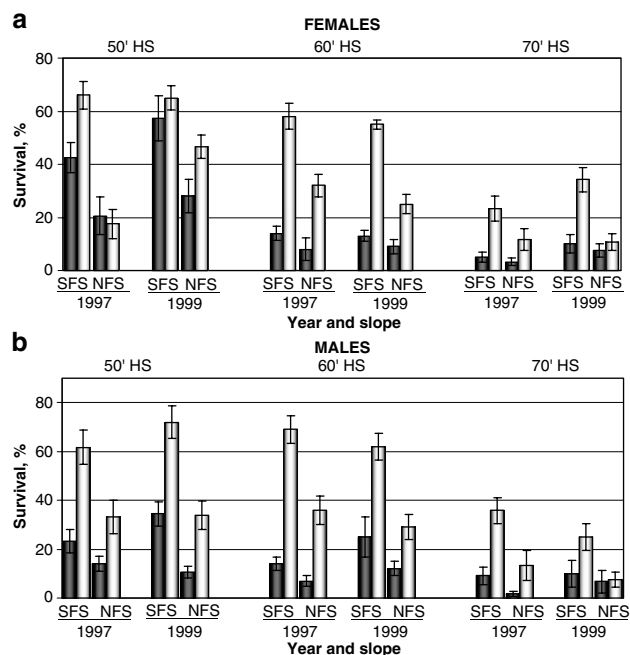 a
FEMALES
50' HS 60' HS 70' HS
80
60
40
20
0
Survival, %
SFS NFS SFS NFS SFS NFS SFS NFS SFS NFS SFS NFS
1997 1999 1997 1999 1997 1999
Year and slope
b
MALES
50' HS 60' HS 70' HS
80
60
40
20
0
Survival, %
SFS NFS SFS NFS SFS NFS SFS NFS SFS NFS SFS NFS
1997 1999 1997 1999 1997 1999
Year and slope